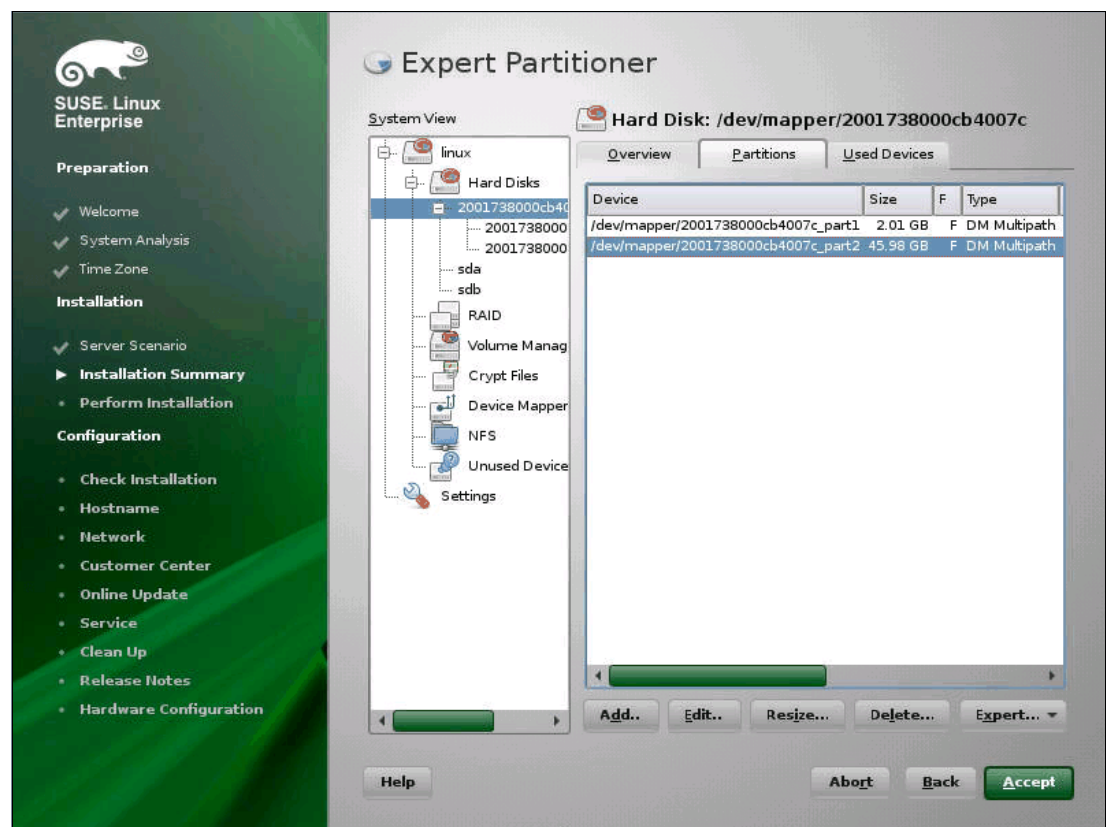 SUSE. Linux
Enterprise
Preparation
Welcome
System Analysis
Time Zone
Installation
Server Scenario
Installation Summary
Perform Installation
Configuration
Check Installation
Hostname
Network
Customer Center
Online Update
Service
Clean Up
Release Notes
Hardware Configuration
Expert Partitioner
System View
linux
Hard Disks
2001738000cb40
2001738000
2001738000
sda
sdb
RAID
Volume Manag
Crypt Files
Device Mapper
NFS
Unused Device
Settings
Hard Disk: /dev/mapper/2001738000cb4007c
Overview Partitions Used Devices
Device Size F Type
/dev/mapper/2001738000cb4007c_part1 2.01 GB F DM Multipath
/dev/mapper/2001738000cb4007c_part2 45.98 GB F DM Multipath
Add.. Edit.. Resize... Delete... Expert...
Help Abort Back Accept